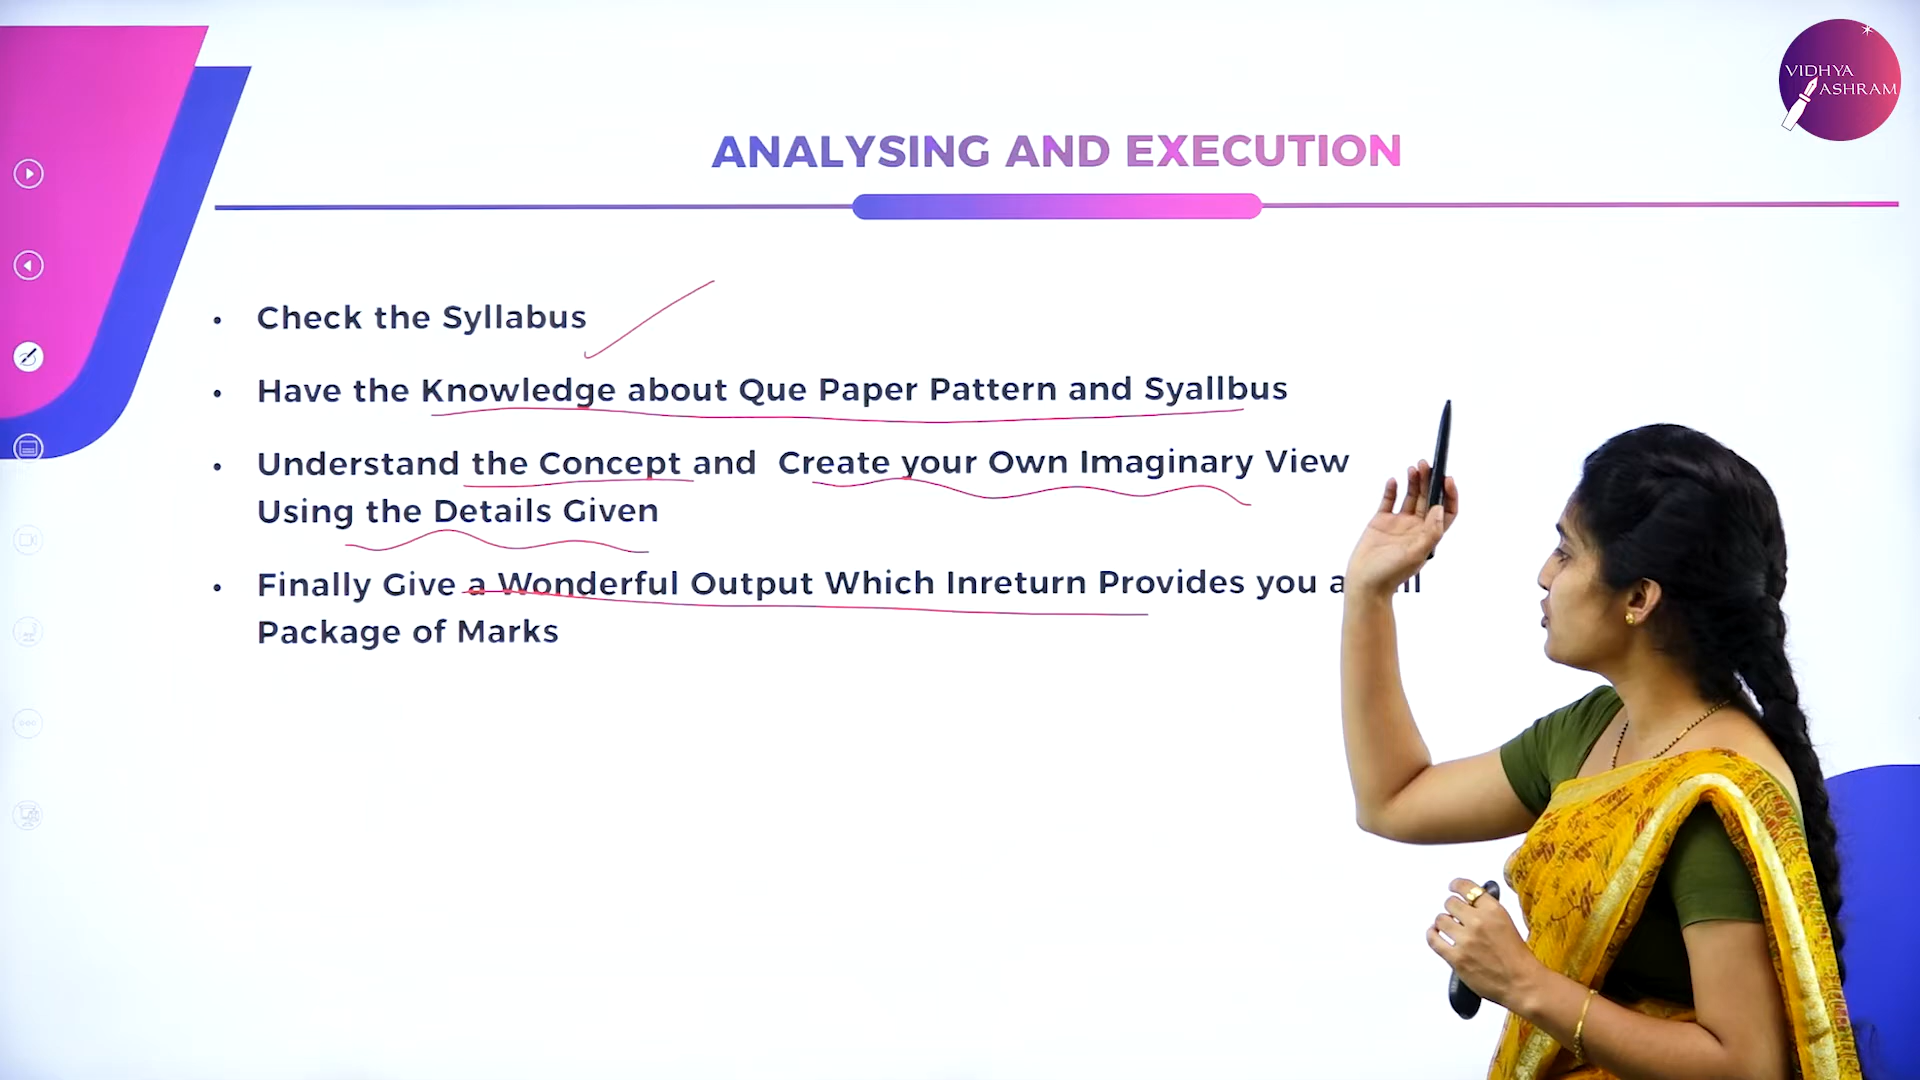 VIDHYA
ASHRAM
ANALYSING AND EXECUTION
• Check the Syllabus
• Have the Knowledge about Que Paper Pattern and Syallbus
• Understand the Concept and Create your Own Imaginary View
Using the Details Given
• Finally Give a Wonderful Output Which Inreturn Provides you a
Package of Marks